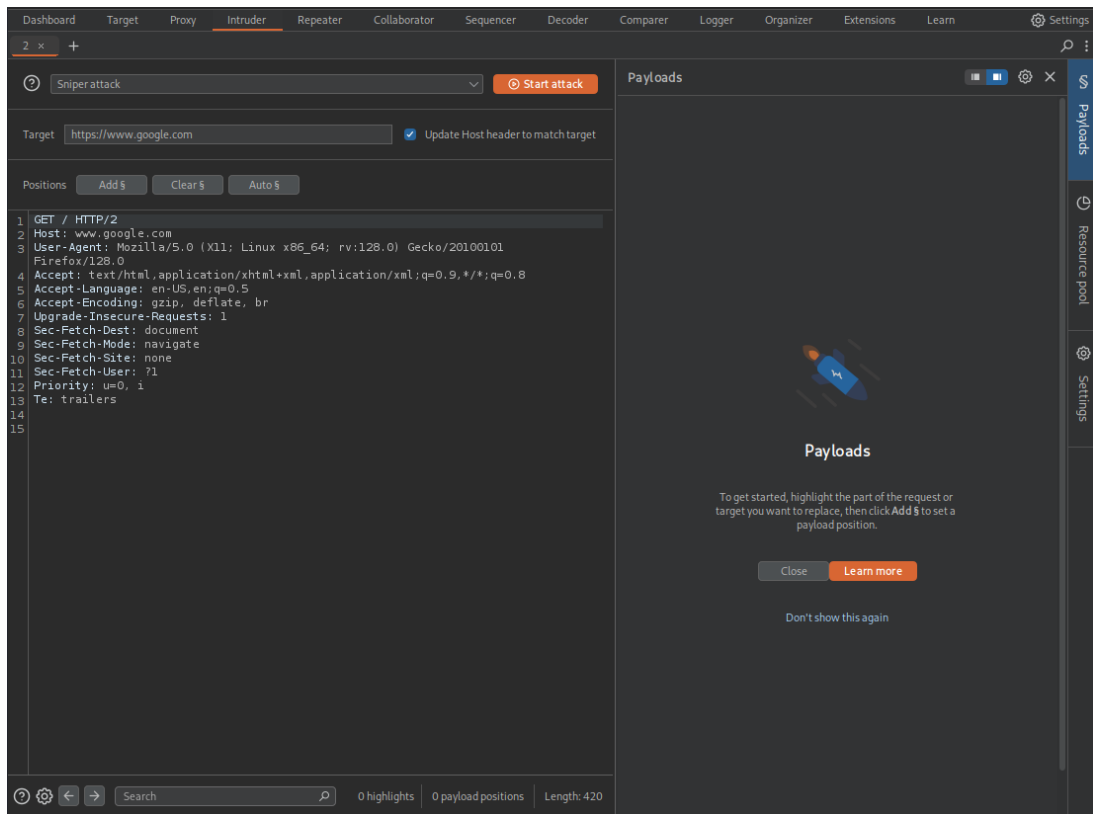 Dashboard Target Proxy Intruder Repeater Collaborator Sequencer Decoder Comparer Logger Organizer Extensions Learn Settings
2 × +
Sniper attack Start attack
Target https://www.google.com Update Host header to match target
Positions Add § Clear § Auto §
1 GET / HTTP/2
2 Host: www.google.com
3 User-Agent: Mozilla/5.0 (X11; Linux x86_64; rv:128.0) Gecko/20100101
Firefox/128.0
4 Accept: text/html,application/xhtml+xml,application/xml;q=0.9,*/*;q=0.8
5 Accept-Language: en-US,en;q=0.5
6 Accept-Encoding: gzip, deflate, br
7 Upgrade-Insecure-Requests: 1
8 Sec-Fetch-Dest: document
9 Sec-Fetch-Mode: navigate
10 Sec-Fetch-Site: none
11 Sec-Fetch-User: ?1
12 Priority: u=0, i
13 Te: trailers
14
15
Search 0 highlights 0 payload positions Length: 420
Payloads
Payloads
To get started, highlight the part of the request or
target you want to replace, then click Add § to set a
payload position.
Close Learn more
Don't show this again
§ Payloads
Resource pool
Settings